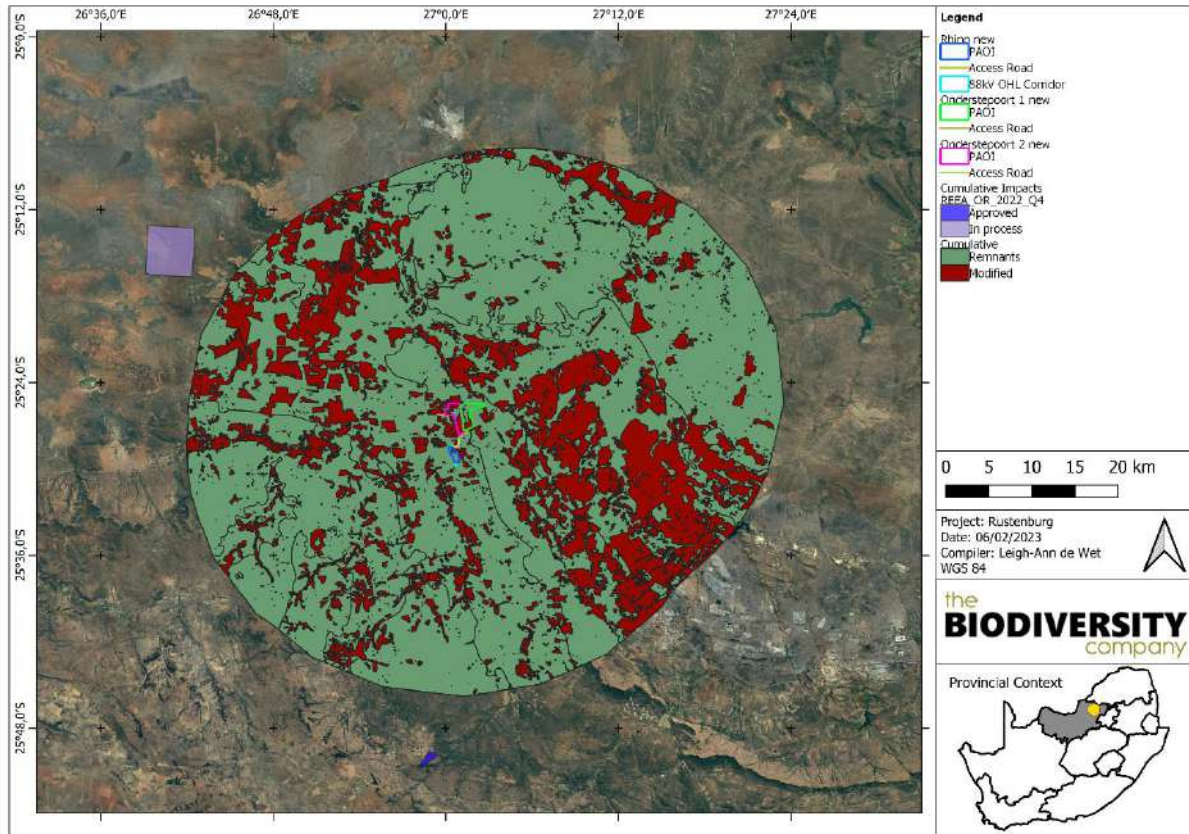 26°36,0'E 26°48,0'E 27°0,0'E 27°12,0'E 27°24,0'E
25°0,0'S
25°12,0'S
25°24,0'S
25°36,0'S
25°48,0'S
Legend
Rhino new
PAOI
Access Road
88kV OHL Corridor
Onderstepoort 1 new
PAOI
Access Road
Onderstepoort 2 new
PAOI
Access Road
Cumulative Impacts
REEA_OR_2022_Q4
Approved
In process
Cumulative
Remnants
Modified
0 5 10 15 20 km
Project: Rustenburg
Date: 06/02/2023
Compiler: Leigh-Ann de Wet
WGS 84
the
BIODIVERSITY
company
Provincial Context